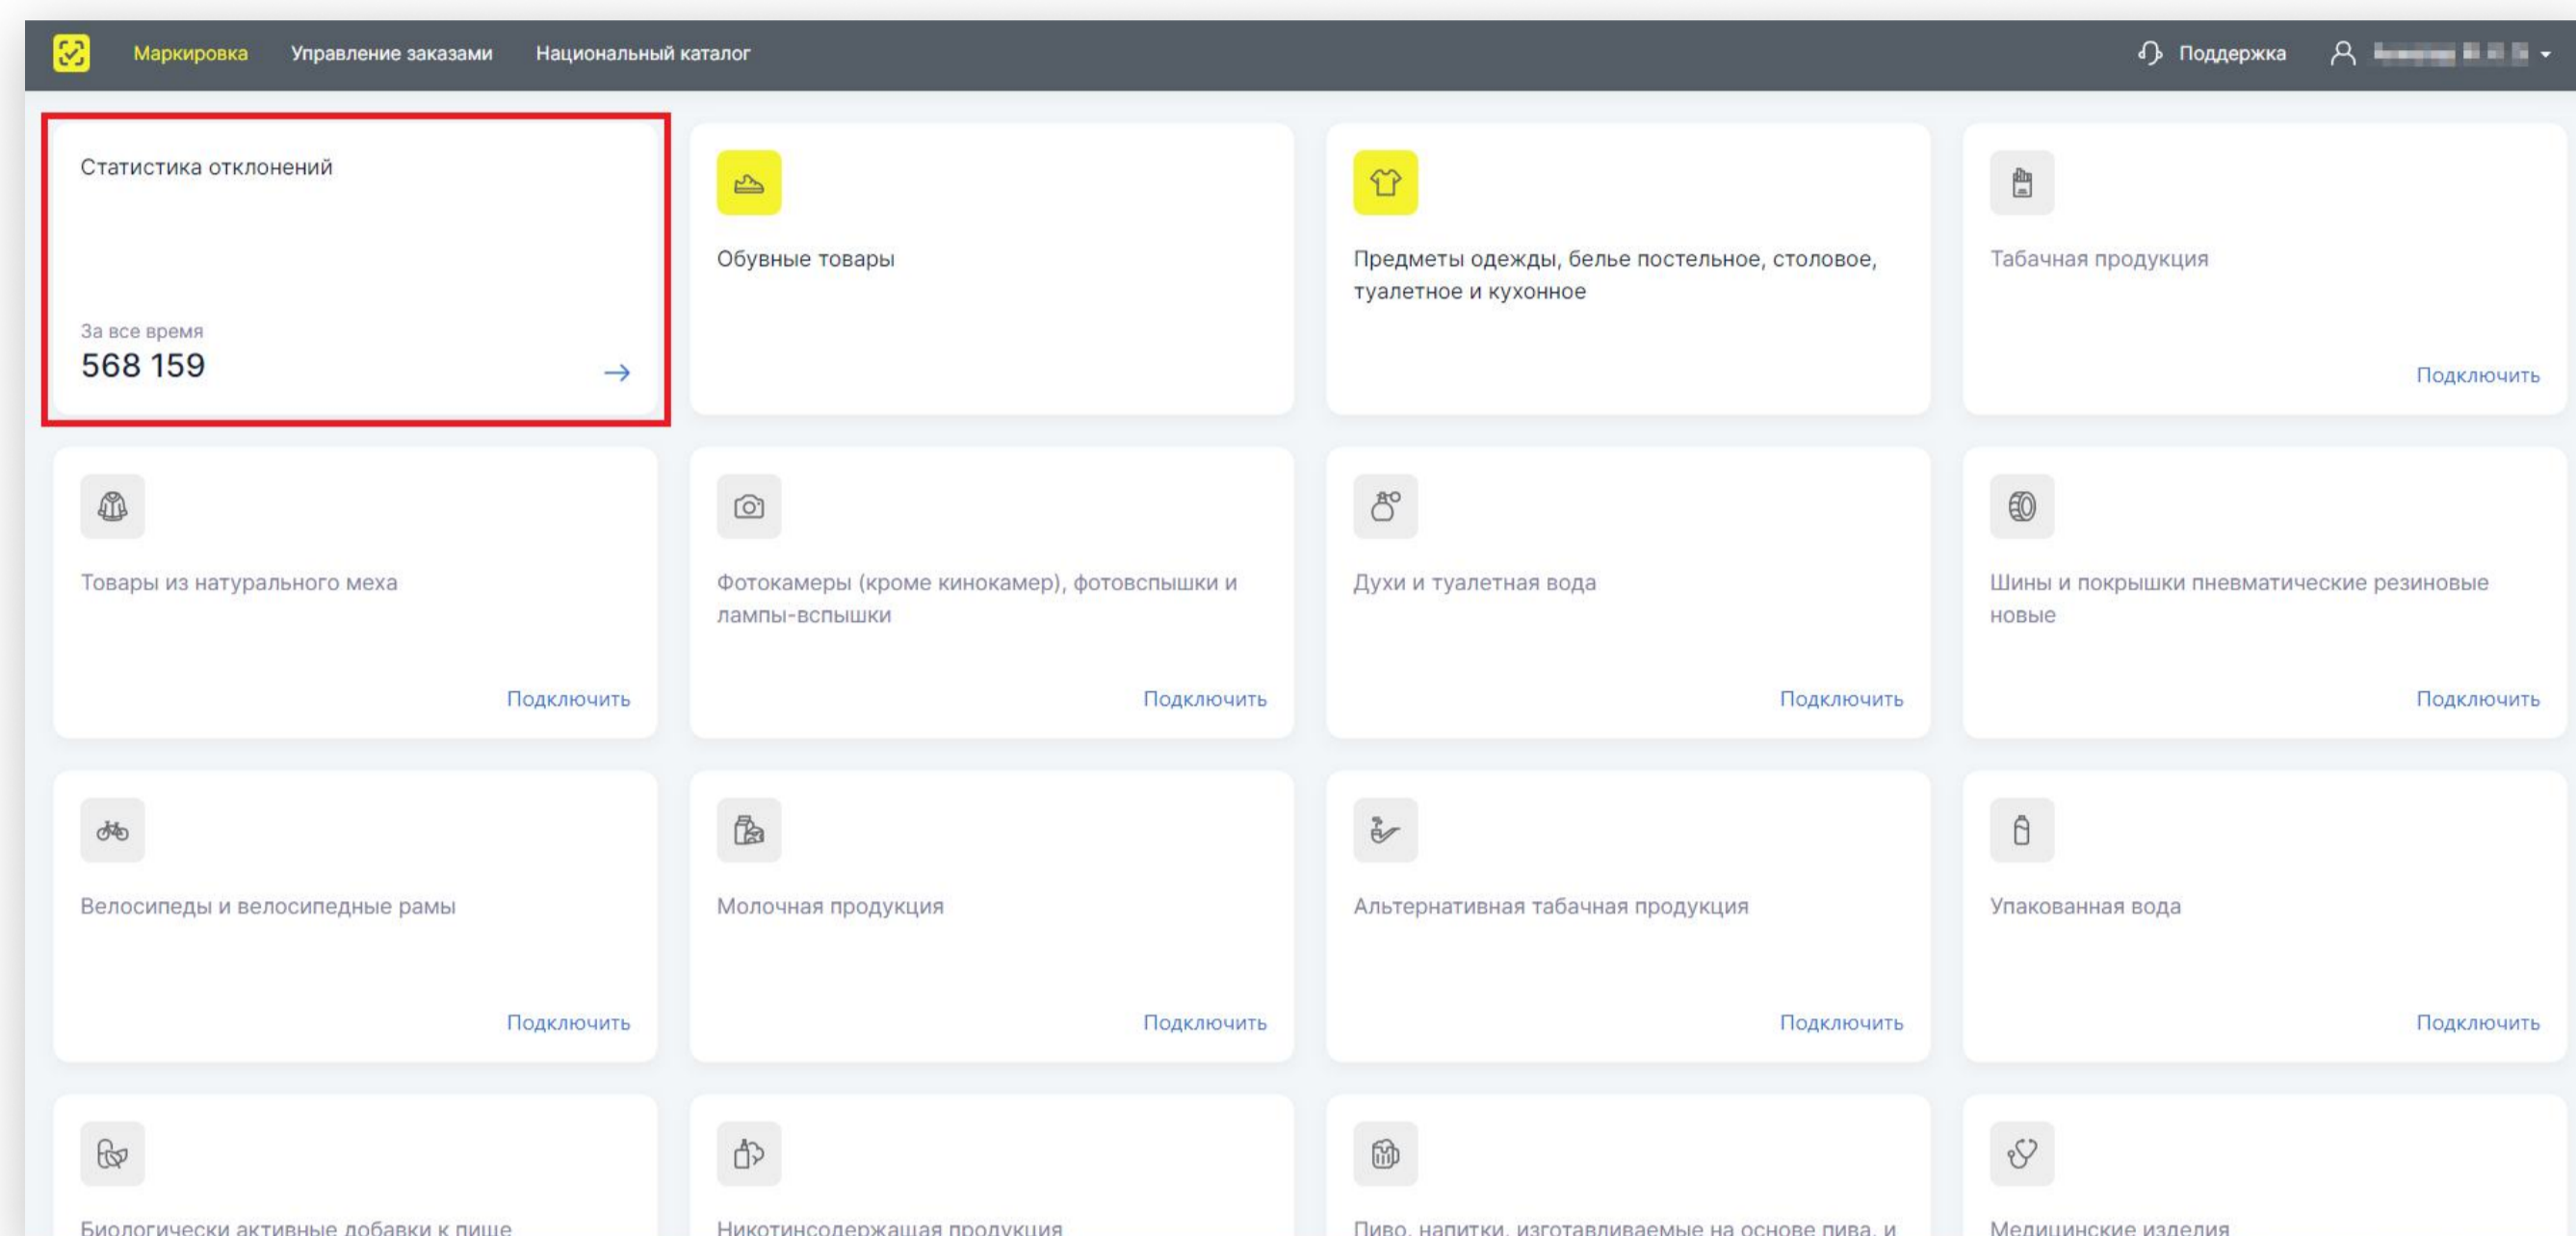 Маркировка Управление заказами Национальный каталог Поддержка
Статистика отклонений
За все время
568 159
Обувные товары
Предметы одежды, белье постельное, столовое,
туалетное и кухонное
Табачная продукция
Подключить
Товары из натурального меха
Подключить
Фотокамеры (кроме кинокамер), фотовспышки и
лампы-вспышки
Подключить
Духи и туалетная вода
Подключить
Шины и покрышки пневматические резиновые
новые
Подключить
Велосипеды и велосипедные рамы
Подключить
Молочная продукция
Подключить
Альтернативная табачная продукция
Подключить
Упакованная вода
Подключить
Биологически активные добавки к пище
Никотинсодержащая продукция
Пиво, напитки, изготавливаемые на основе пива, и
Медицинские изделия